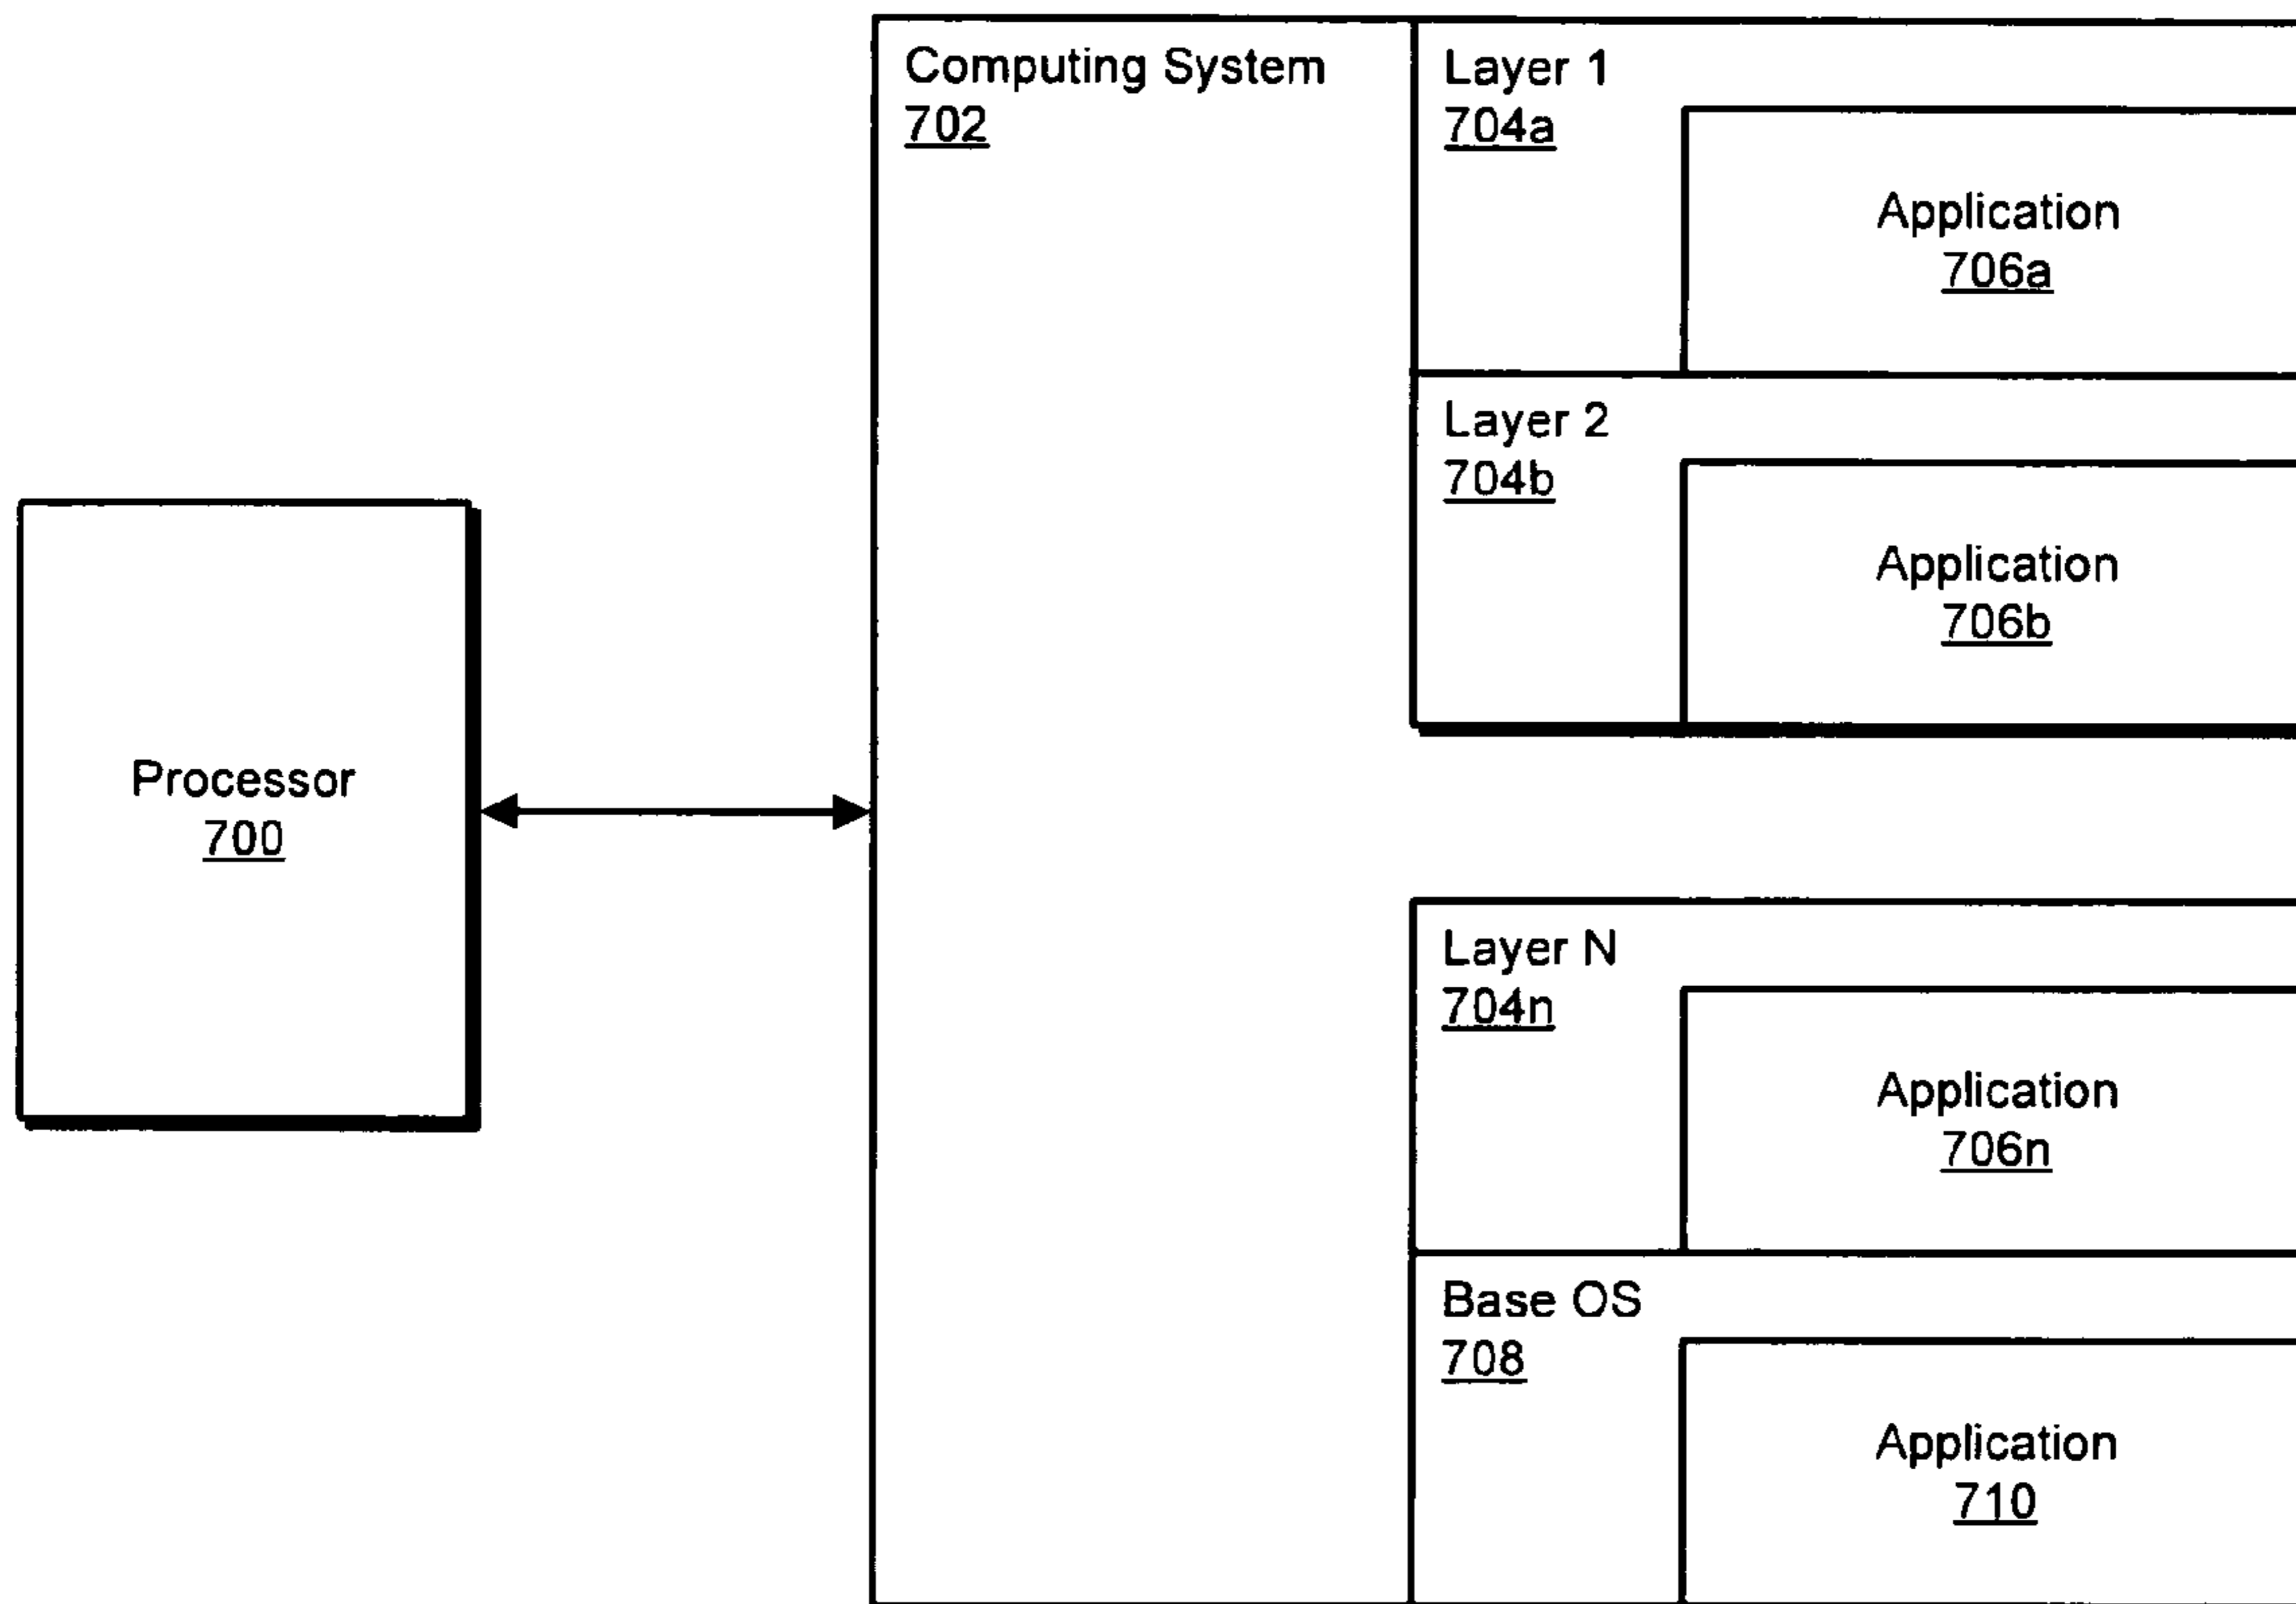 Computing System
702
Layer 1
704a
Application
706a
Layer 2
704b
Application
706b
Processor
700
Layer N
704n
Application
706n
Base OS
708
Application
710